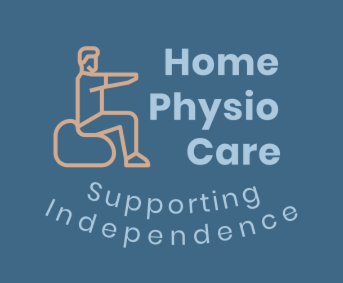 Home
Physio
Care
Supporting
Independence